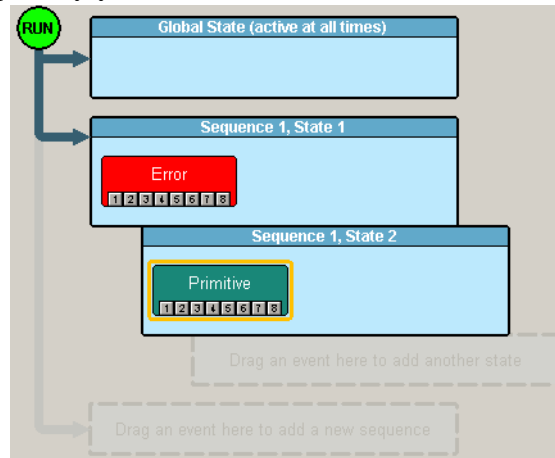 RUN
Global State (active at all times)
Sequence 1, State 1
Error
1 2 3 4 5 6 7 8
Sequence 1, State 2
Primitive
1 2 3 4 5 6 7 8
Drag an event here to add another state
Drag an event here to add a new sequence